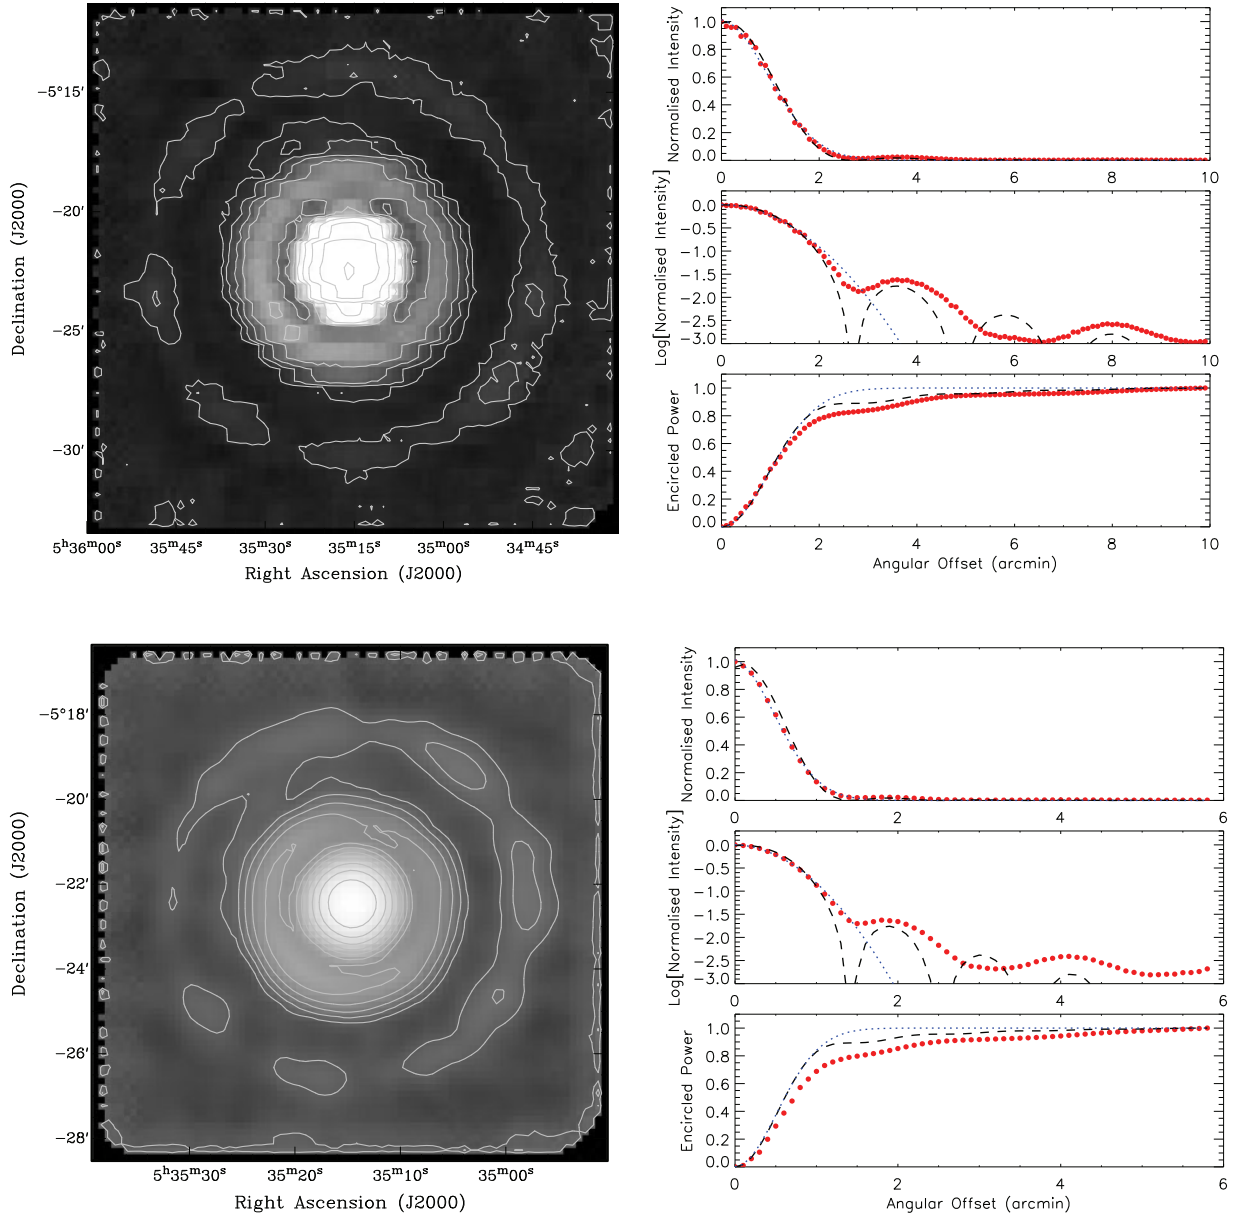 −5°15′
−20′
−25′
−30′
Declination (J2000)
5ʰ36ᵐ00ˢ 35ᵐ45ˢ 35ᵐ30ˢ 35ᵐ15ˢ 35ᵐ00ˢ 34ᵐ45ˢ
Right Ascension (J2000)
Normalised Intensity
1.0
0.8
0.6
0.4
0.2
0.0
0 2 4 6 8 10
Log[Normalised Intensity]
0.0
−0.5
−1.0
−1.5
−2.0
−2.5
−3.0
0 2 4 6 8 10
Encircled Power
1.0
0.8
0.6
0.4
0.2
0.0
0 2 4 6 8 10
Angular Offset (arcmin)
−5°18′
−20′
−22′
−24′
−26′
−28′
Declination (J2000)
5ʰ35ᵐ30ˢ 35ᵐ20ˢ 35ᵐ10ˢ 35ᵐ00ˢ
Right Ascension (J2000)
Normalised Intensity
1.0
0.8
0.6
0.4
0.2
0.0
0 2 4 6
Log[Normalised Intensity]
0.0
−0.5
−1.0
−1.5
−2.0
−2.5
−3.0
0 2 4 6
Encircled Power
1.0
0.8
0.6
0.4
0.2
0.0
0 2 4 6
Angular Offset (arcmin)